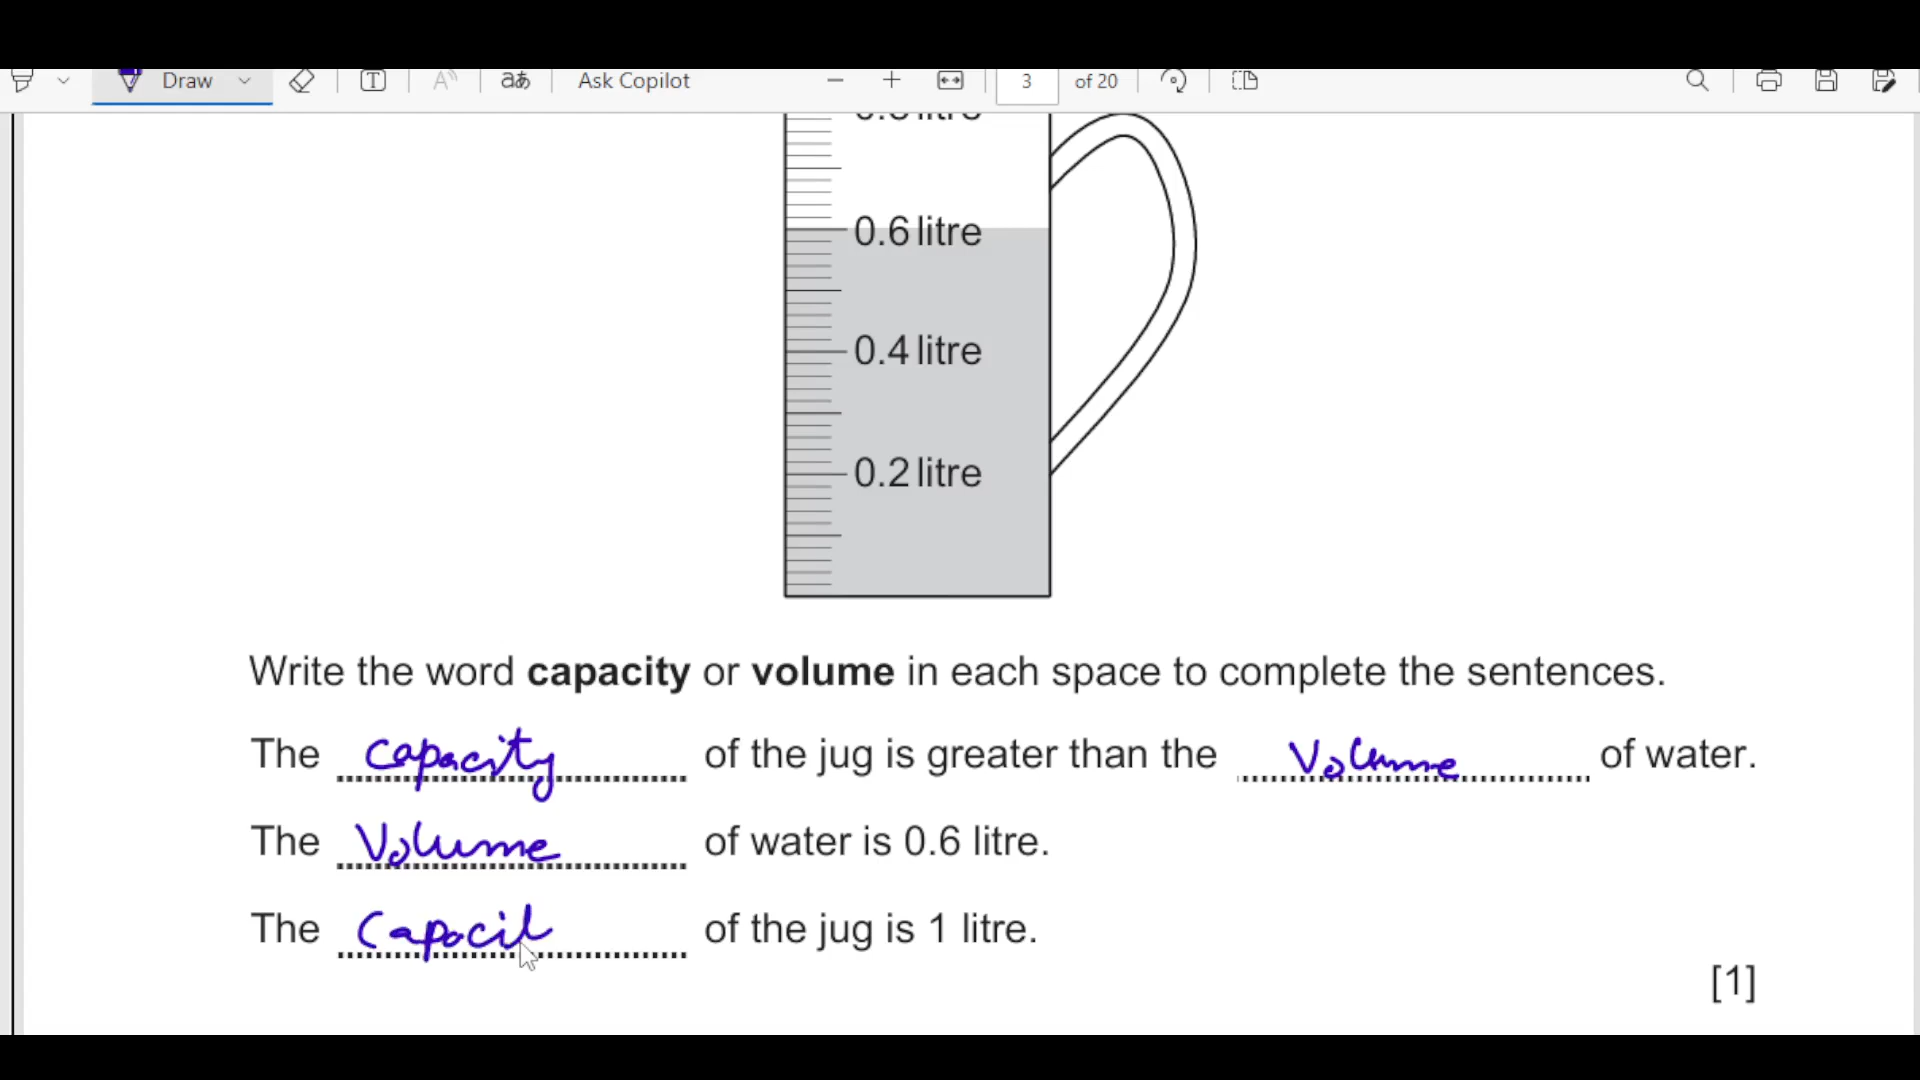 Draw Ask Copilot 3 of 20
0.6 litre
0.4 litre
0.2 litre
Write the word capacity or volume in each space to complete the sentences.
The capacity of the jug is greater than the Volume of water.
The Volume of water is 0.6 litre.
The Capacit of the jug is 1 litre.
[1]